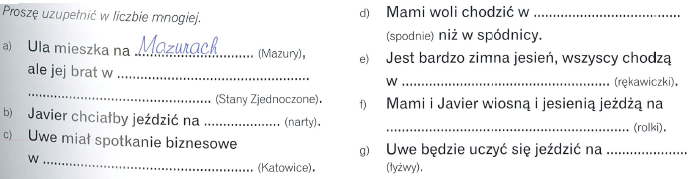 Proszę uzupełnić w liczbie mnogiej.
a) Ula mieszka na Mazurach (Mazury),
ale jej brat w ..............................
.............................. (Stany Zjednoczone).
b) Javier chciałby jeździć na .................. (narty).
c) Uwe miał spotkanie biznesowe
w .............................. (Katowice).
d) Mami woli chodzić w ..............................
(spodnie) niż w spódnicy.
e) Jest bardzo zimna jesień, wszyscy chodzą
w .............................. (rękawiczki).
f) Mami i Javier wiosną i jesienią jeżdżą na
.............................. (rolki).
g) Uwe będzie uczyć się jeździć na ..................
(łyżwy).